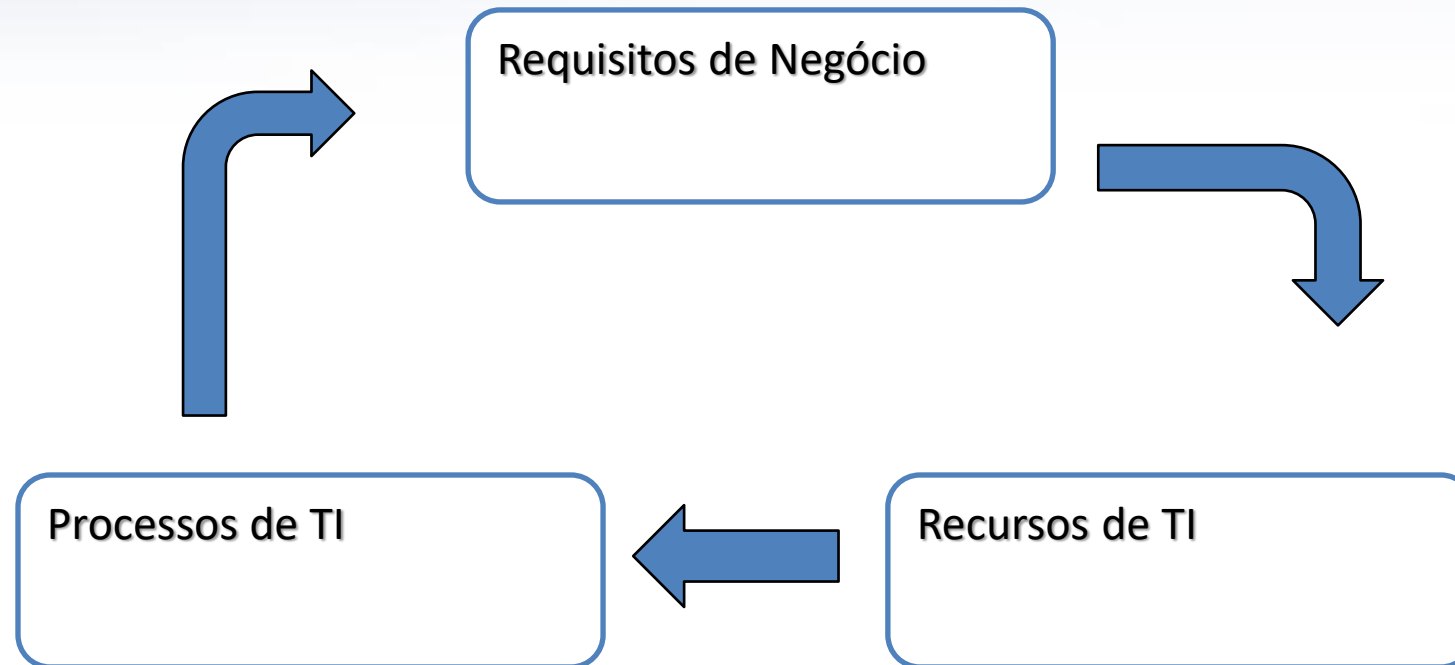 Requisitos de Negócio
Processos de TI
Recursos de TI